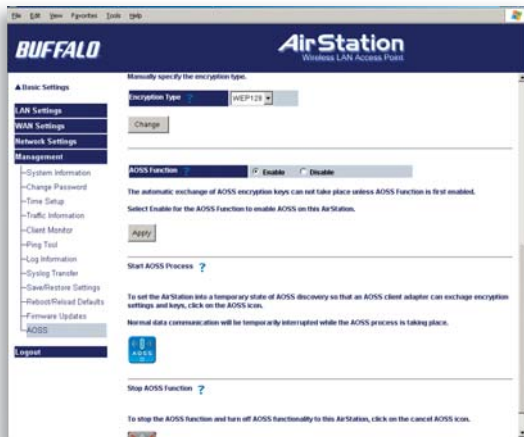 File Edit View Favorites Tools Help
BUFFALO
AirStation
Wireless LAN Access Point
▲Basic Settings
LAN Settings
WAN Settings
Network Settings
Management
System Information
Change Password
Time Setup
Traffic Information
Client Monitor
Ping Tool
Log Information
Syslog Transfer
Save/Restore Settings
Reboot/Reload Defaults
Firmware Updates
AOSS
Logout
Manually specify the encryption type.
Encryption Type ? WEP128
Change
AOSS Function ? Enable Disable
The automatic exchange of AOSS encryption keys can not take place unless AOSS Function is first enabled.
Select Enable for the AOSS Function to enable AOSS on this AirStation.
Apply
Start AOSS Process ?
To set the AirStation into a temporary state of AOSS discovery so that an AOSS client adapter can exchage encryption
settings and keys, click on the AOSS icon.
Normal data communication will be temporarily interrupted while the AOSS process is taking place.
AOSS
Stop AOSS Function ?
To stop the AOSS function and turn off AOSS functionality to this AirStation, click on the cancel AOSS icon.